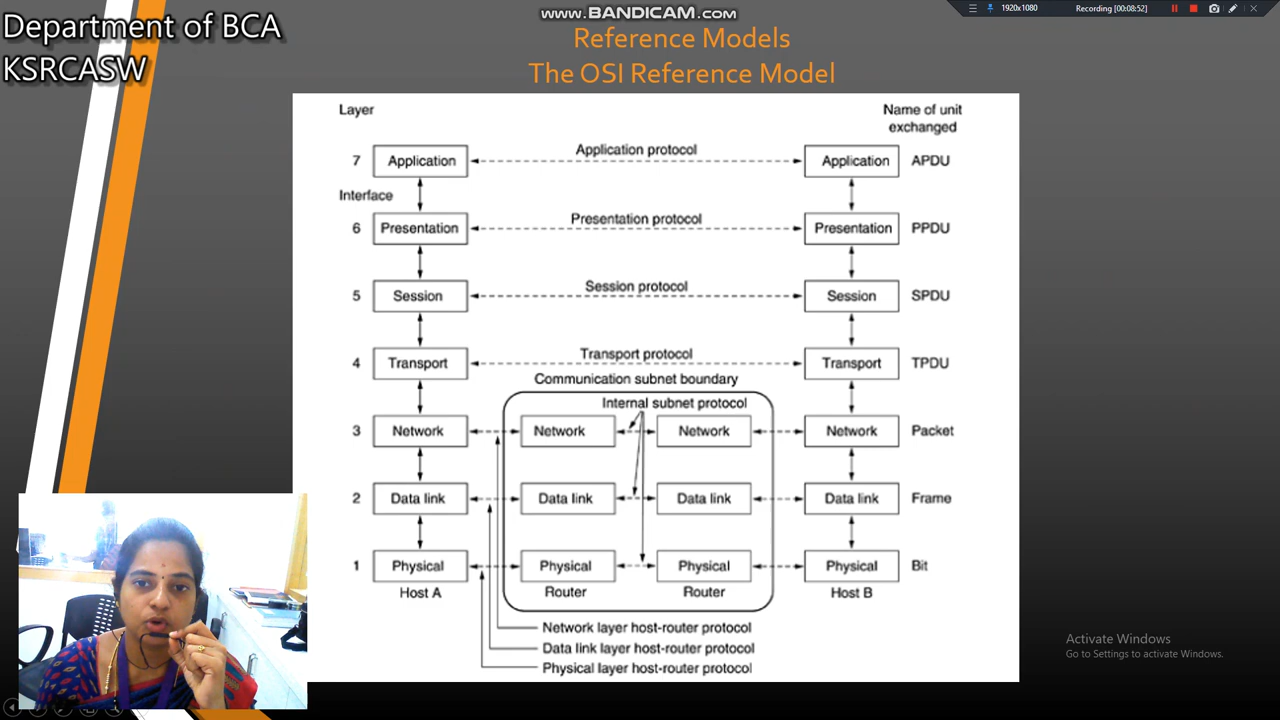 Department of BCA
KSRCASW
www.BANDICAM.com
1920x1080
Recording [00:08:52]
Reference Models
The OSI Reference Model
Layer
Name of unit
exchanged
7 Application Application protocol Application APDU
Interface
6 Presentation Presentation protocol Presentation PPDU
5 Session Session protocol Session SPDU
4 Transport Transport protocol Transport TPDU
Communication subnet boundary
Internal subnet protocol
3 Network Network Network Network Packet
2 Data link Data link Data link Data link Frame
1 Physical Physical Physical Physical Bit
Host A Router Router Host B
Network layer host-router protocol
Data link layer host-router protocol
Physical layer host-router protocol
Activate Windows
Go to Settings to activate Windows.